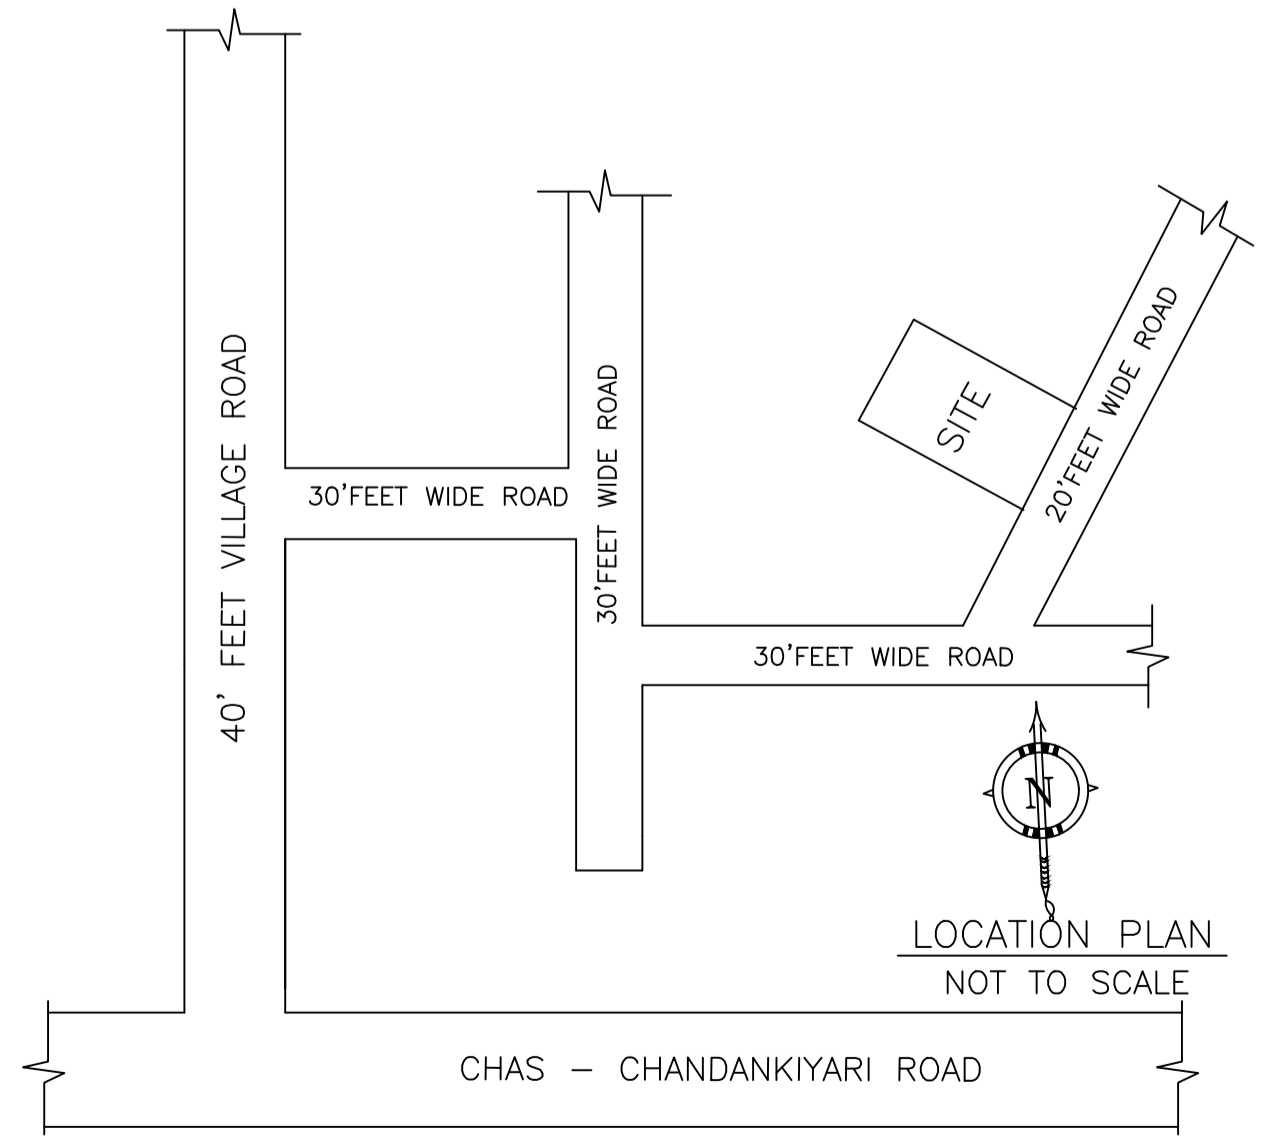 40' FEET VILLAGE ROAD
30'FEET WIDE ROAD
30'FEET WIDE ROAD
SITE
20'FEET WIDE ROAD
30'FEET WIDE ROAD
N
LOCATION PLAN
NOT TO SCALE
CHAS - CHANDANKIYARI ROAD